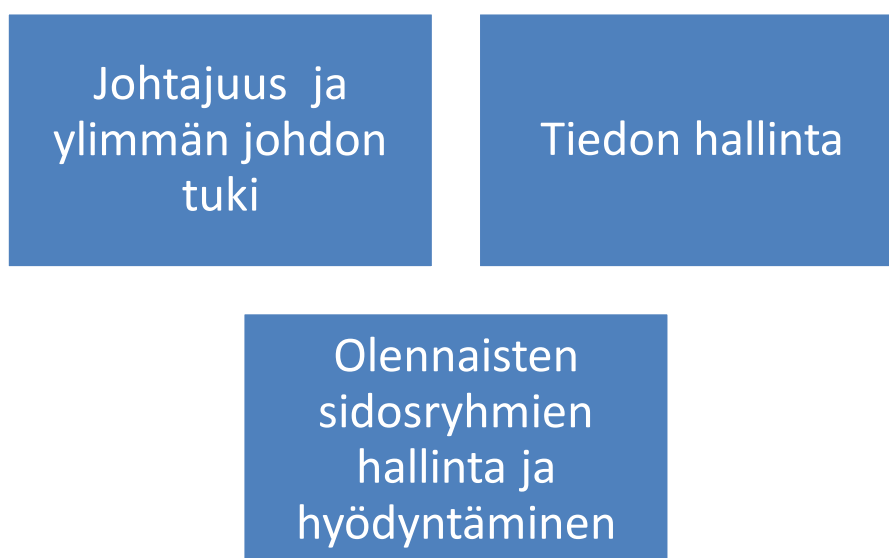 Johtajuus ja
ylimmän johdon
tuki
Tiedon hallinta
Olennaisten
sidosryhmien
hallinta ja
hyödyntäminen